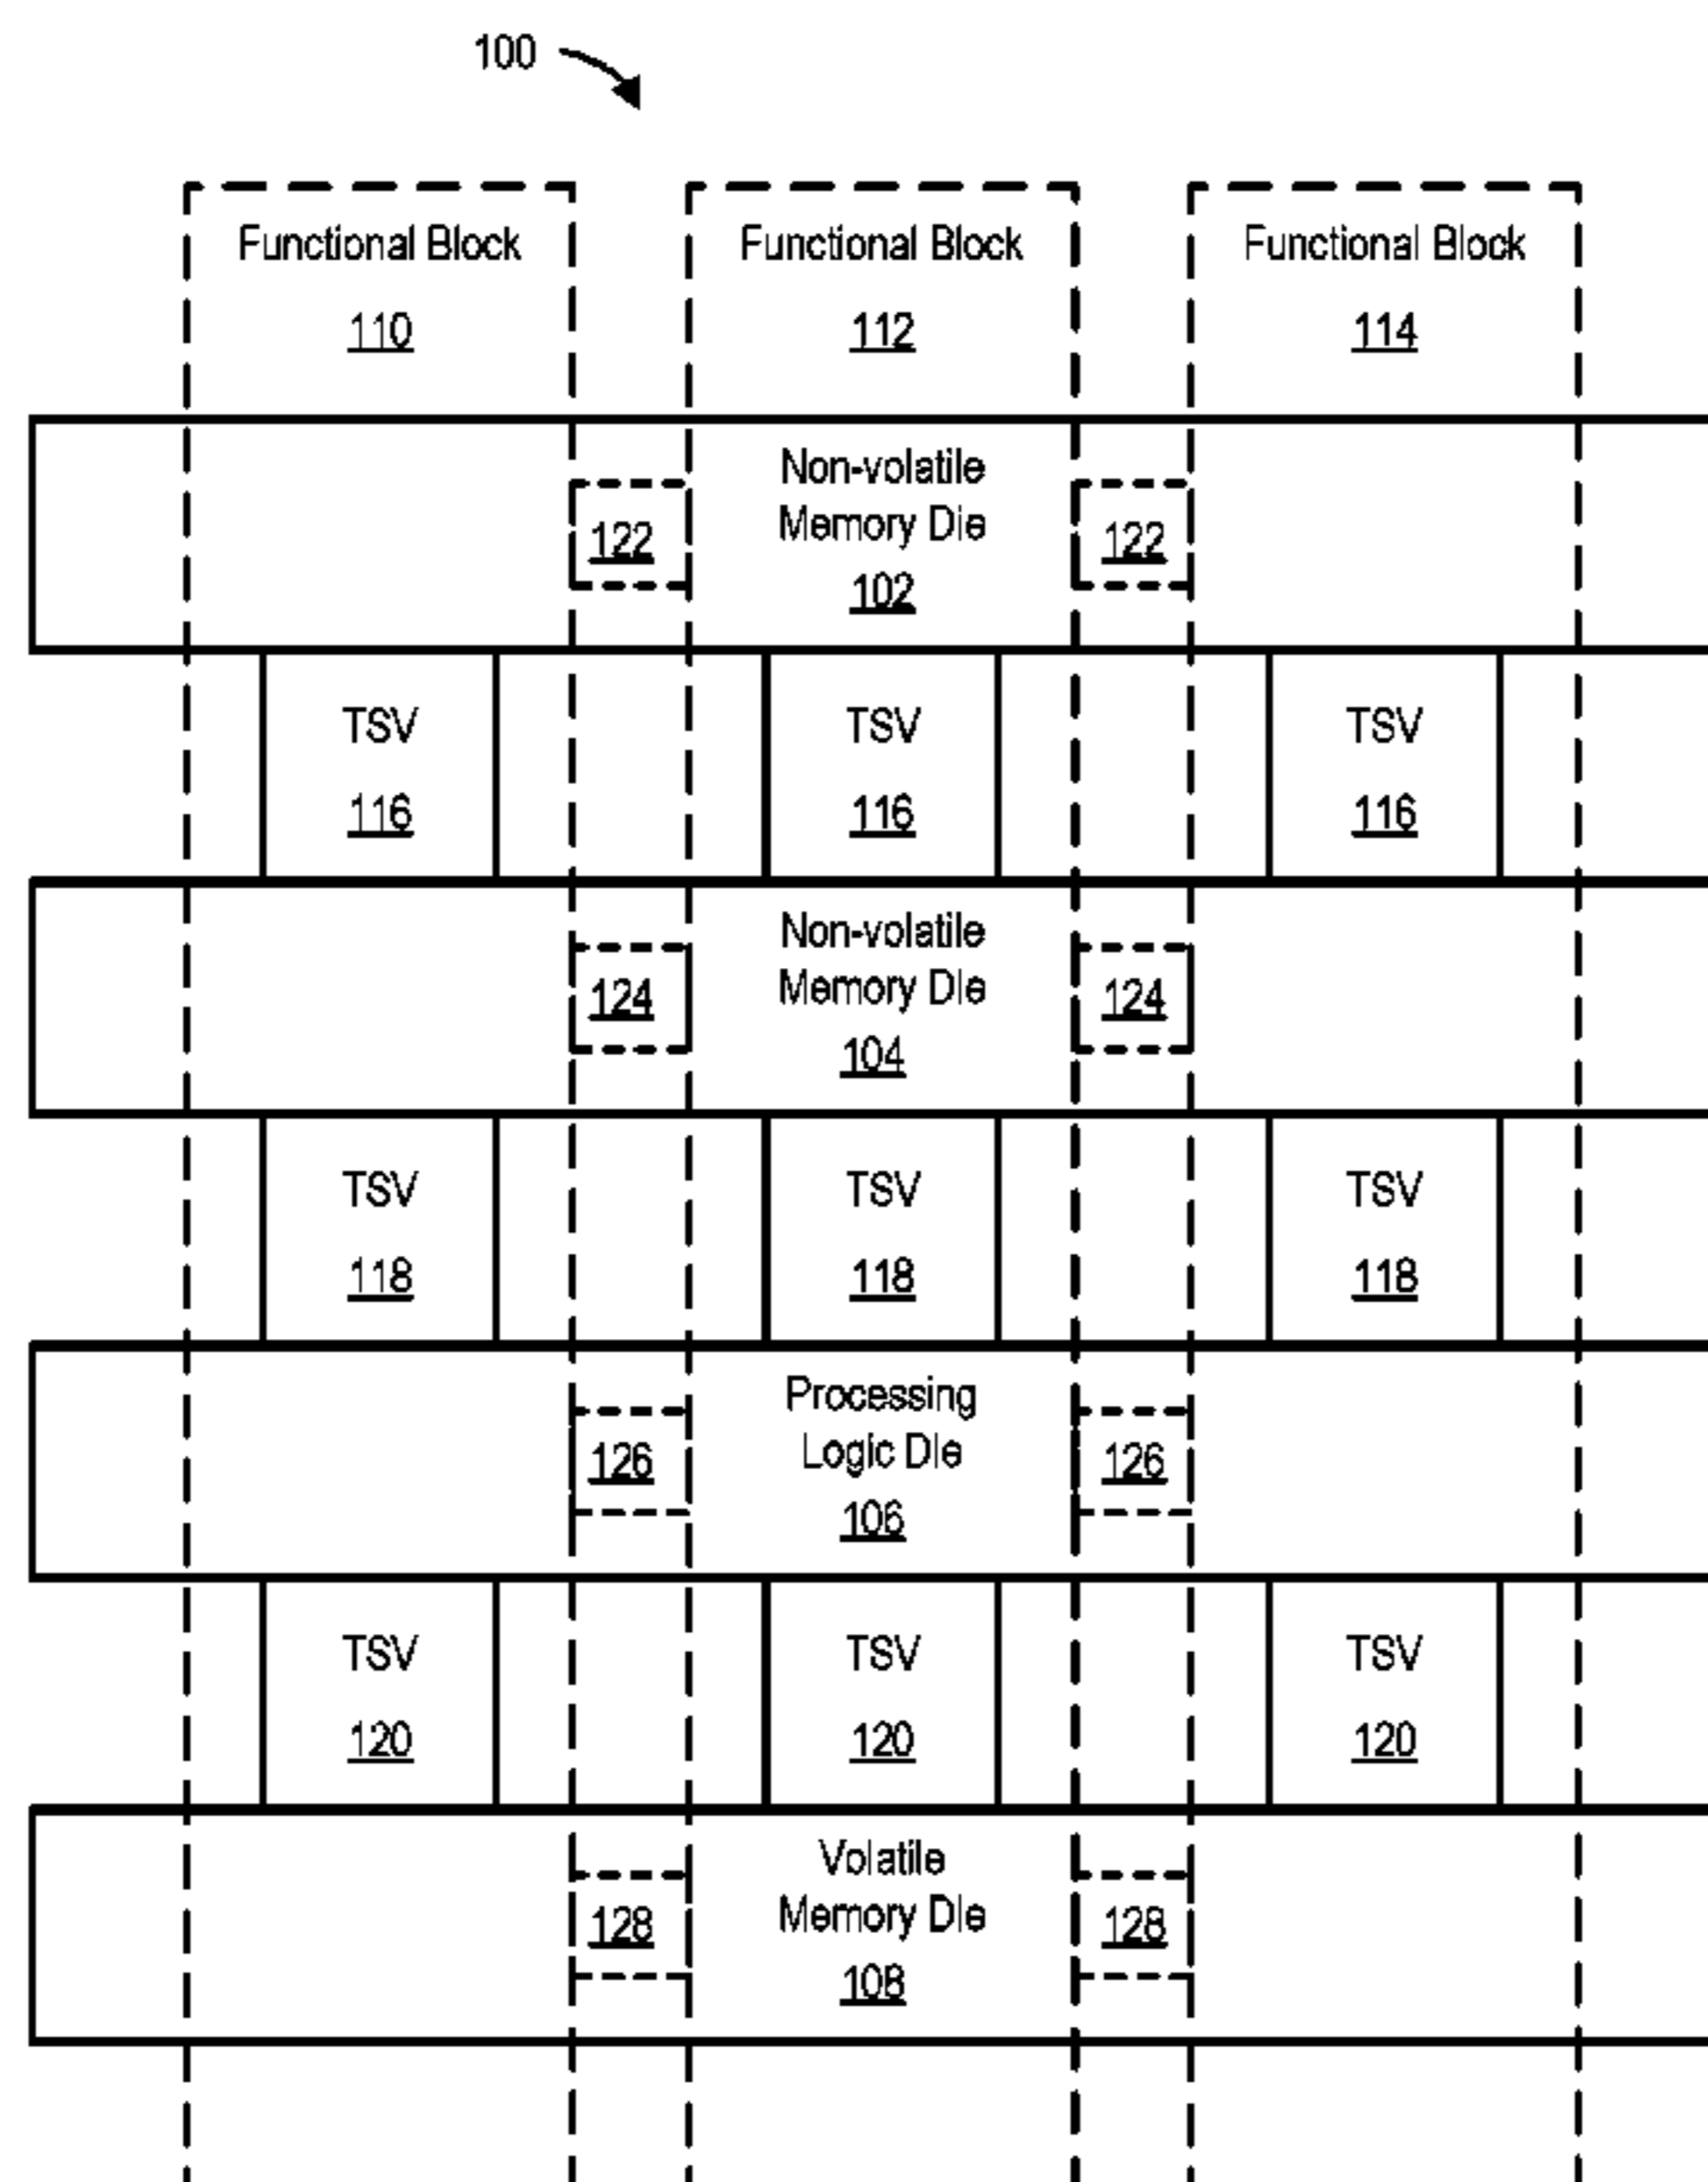 100
Functional Block Functional Block Functional Block
110 112 114
Non-volatile
Memory Die
122 122
102
TSV TSV TSV
116 116 116
Non-volatile
Memory Die
124 124
104
TSV TSV TSV
118 118 118
Processing
Logic Die
126 126
106
TSV TSV TSV
120 120 120
Volatile
Memory Die
128 128
108